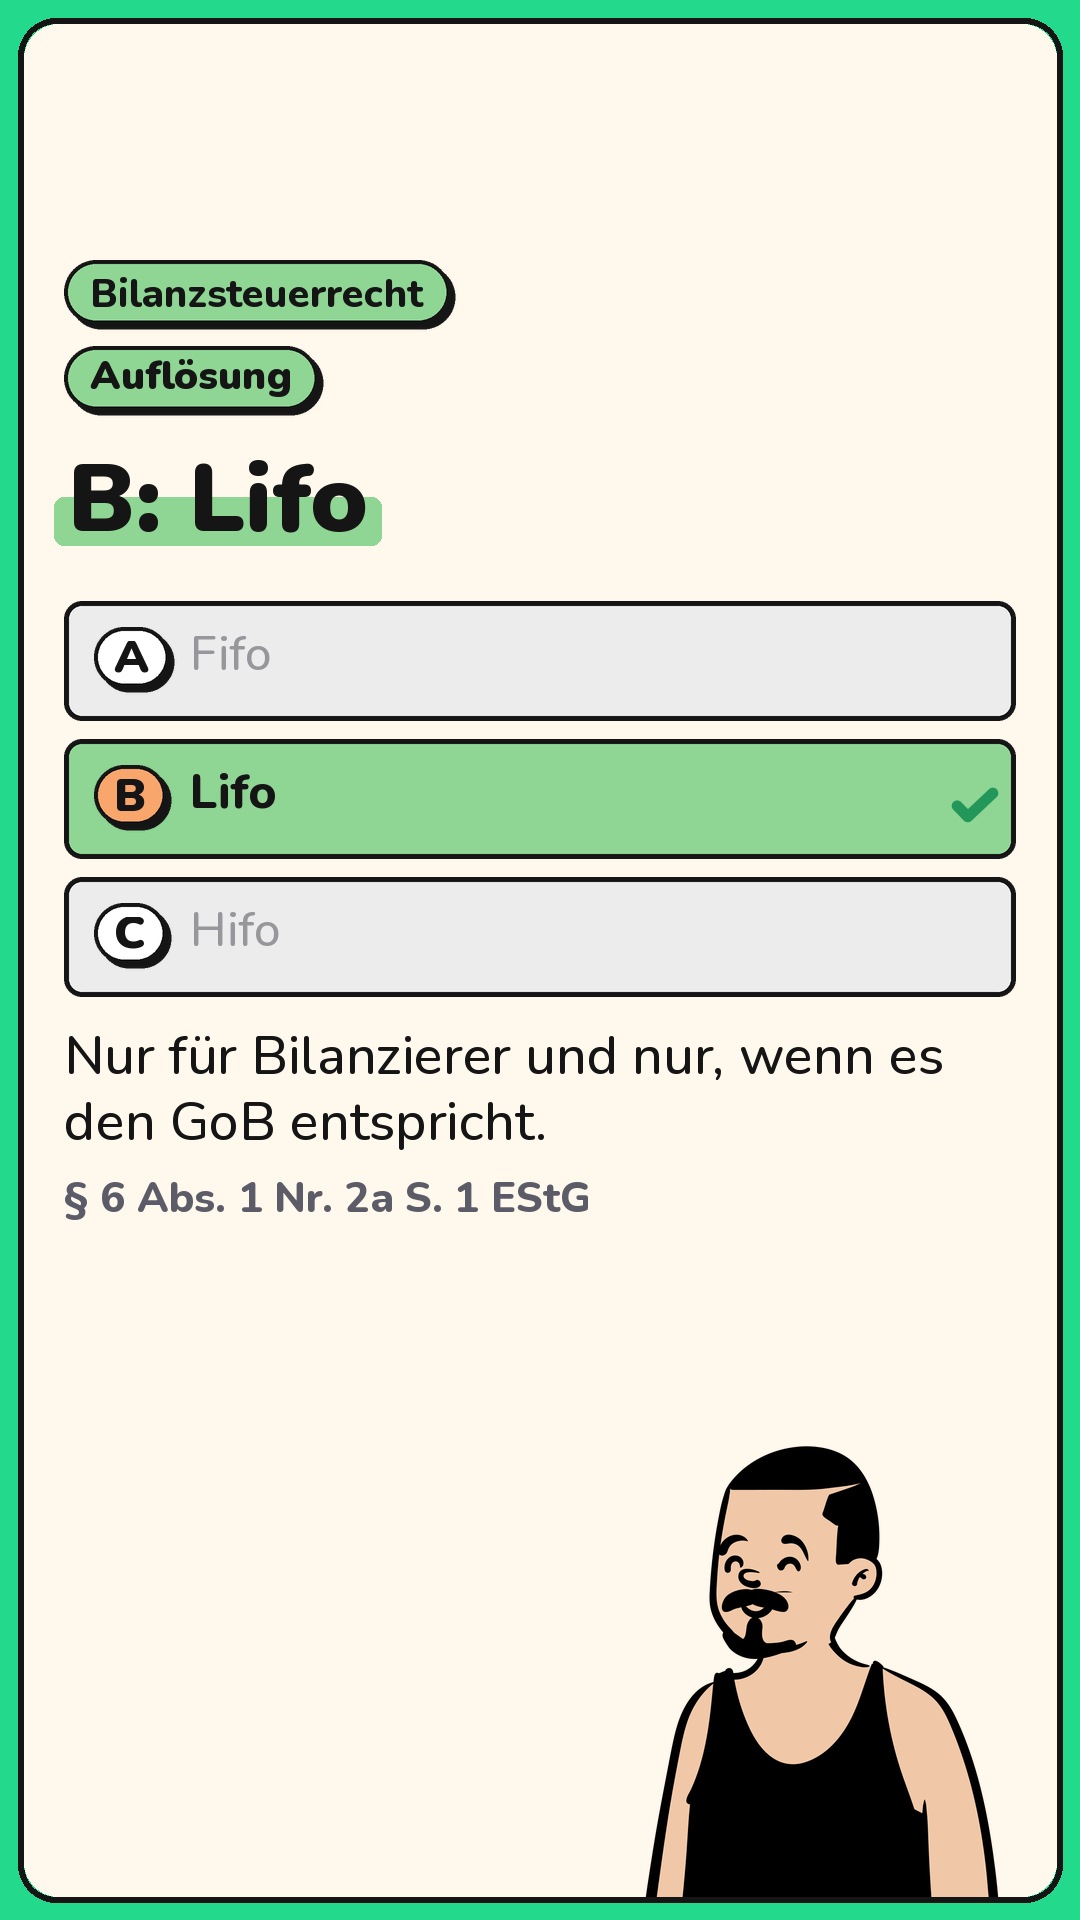 Bilanzsteuerrecht
Auflösung
B: Lifo
A Fifo
B Lifo
C Hifo
Nur für Bilanzierer und nur, wenn es
den GoB entspricht.
§ 6 Abs. 1 Nr. 2a S. 1 EStG